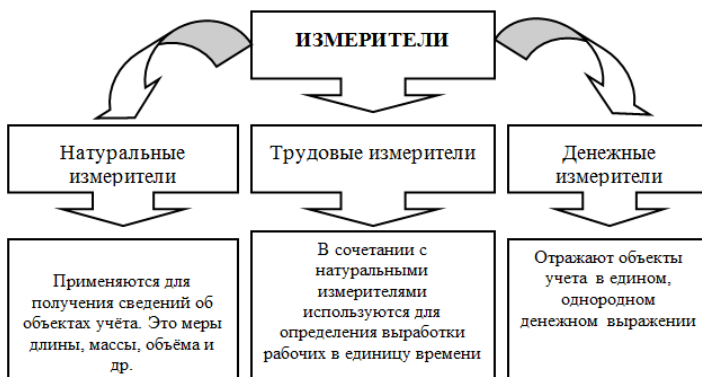 ИЗМЕРИТЕЛИ
Натуральные
измерители
Трудовые измерители
Денежные
измерители
Применяются для
получения сведений об
объектах учёта. Это меры
длины, массы, объёма и
др.
В сочетании с
натуральными
измерителями
используются для
определения выработки
рабочих в единицу времени
Отражают объекты
учета в едином,
однородном
денежном выражении